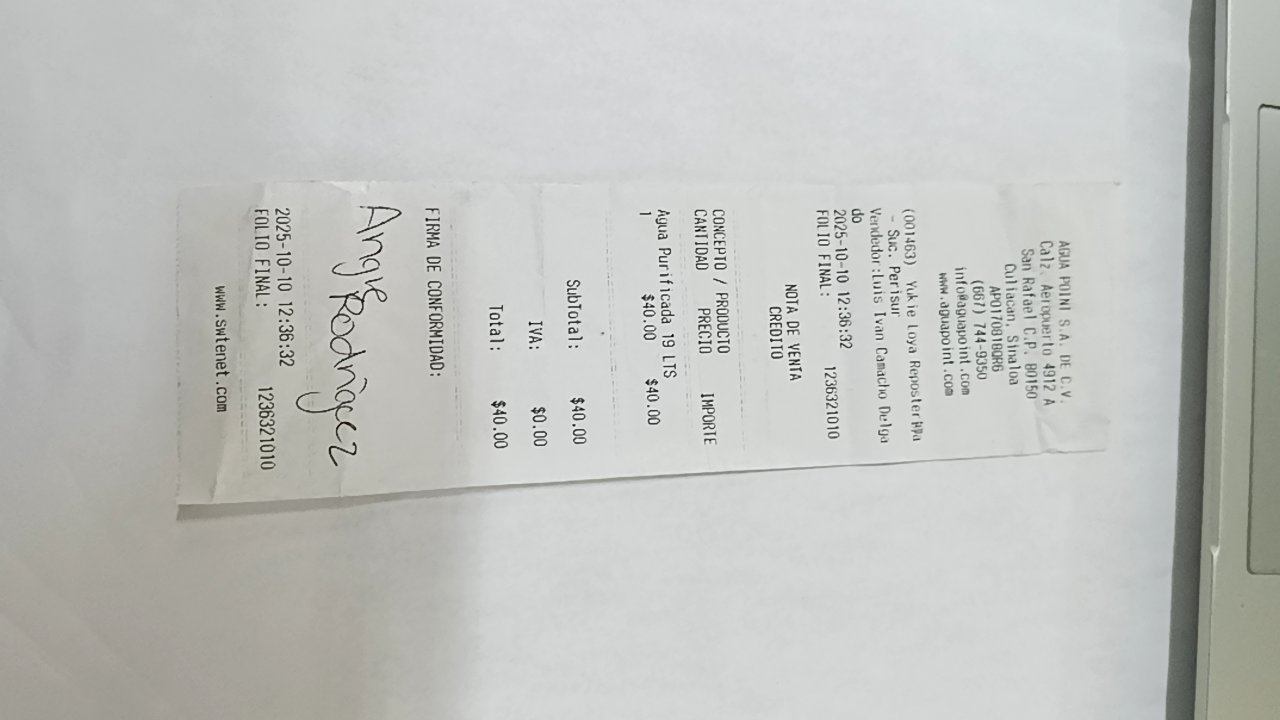 AGUA POINT S.A. DE C.V.
Calz. Aeropuerto 4912 A
San Rafael C.P. 80150
Culiacan, Sinaloa
APO170818QR6
(667) 744-9350
info@aguapoint.com
www.aguapoint.com
(001463) Yukie Loya
- Suc. Perisur
Vendedor:Luis Ivan Camacho Delga
do
2025-10-10 12:36:32
FOLIO FINAL: 1236321010
NOTA DE VENTA
CREDITO
CONCEPTO / PRODUCTO
CANTIDAD PRECIO IMPORTE
Agua Purificada 19 LTS
1 $40.00 $40.00
SubTotal: $40.00
IVA: $0.00
Total: $40.00
FIRMA DE CONFORMIDAD:
Angie Rodriguez
2025-10-10 12:36:32
FOLIO FINAL: 1236321010
www.swtenet.com